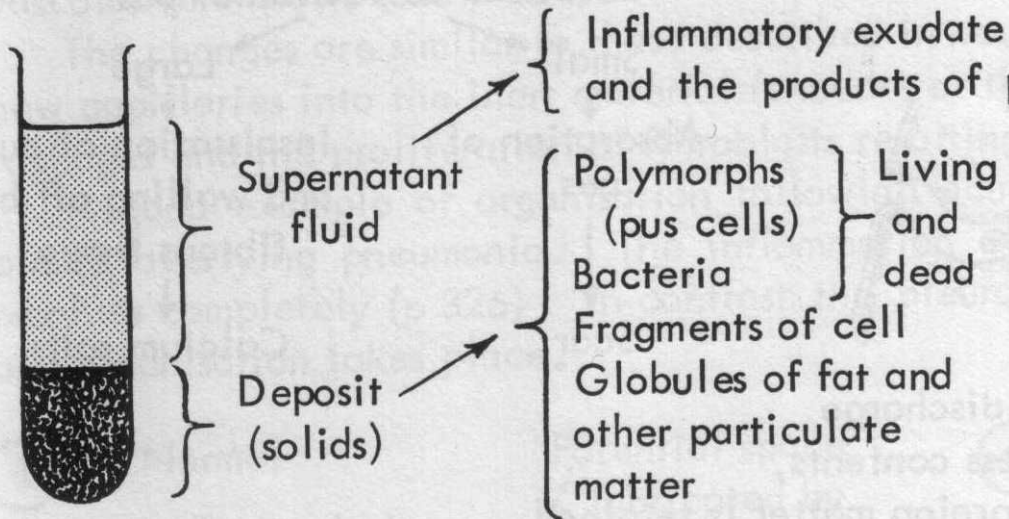 Inflammatory exudate
and the products of
Supernatant
fluid
Polymorphs
(pus cells)
Bacteria
Living
and
dead
Fragments of cell
Globules of fat and
other particulate
matter
Deposit
(solids)